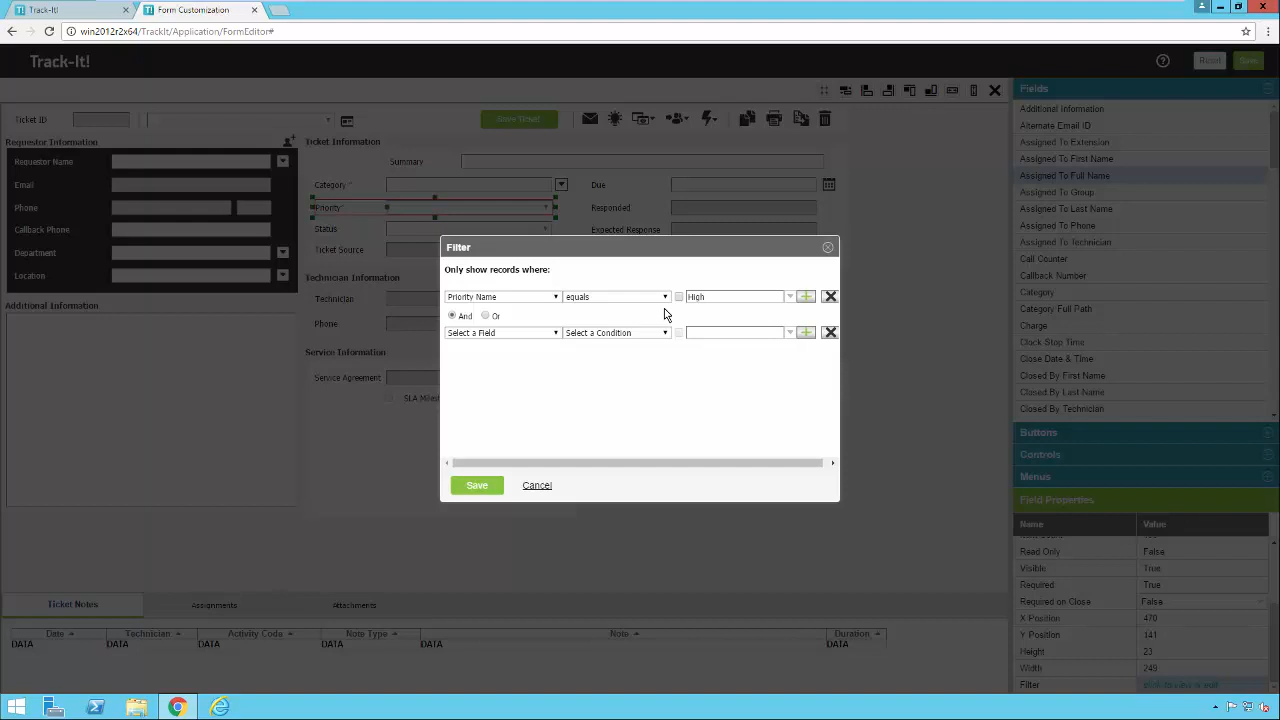 Track-It!
Form Customization
win2012r2x64/TrackIt/Application/FormEditor#
Track-It!
Reset
Save
Fields
Ticket ID
Save Ticket
Additional Information
Alternate Email ID
Assigned To Extension
Assigned To First Name
Assigned To Full Name
Assigned To Group
Assigned To Last Name
Assigned To Phone
Assigned To Technician
Call Counter
Callback Number
Category
Category Full Path
Charge
Clock Stop Time
Close Date & Time
Closed By First Name
Closed By Last Name
Closed By Technician
Requestor Information
Requestor Name
Email
Phone
Callback Phone
Department
Location
Additional Information
Ticket Information
Summary
Category *
Due
Priority*
Responded
Status
Expected Response
Ticket Source
Technician Information
Technician
Phone
Service Information
Service Agreement
SLA Miles
Filter
Only show records where:
Priority Name
equals
High
And
Or
Select a Field
Select a Condition
Save
Cancel
Buttons
Controls
Menus
Field Properties
Name
Value
Read Only
False
Visible
True
Required
True
Required on Close
False
X Position
470
Y Position
141
Height
23
Width
249
Filter
Ticket Notes
Assignments
Attachments
Date
Technician
Activity Code
Note Type
Note
Duration
DATA
DATA
DATA
DATA
DATA
DATA